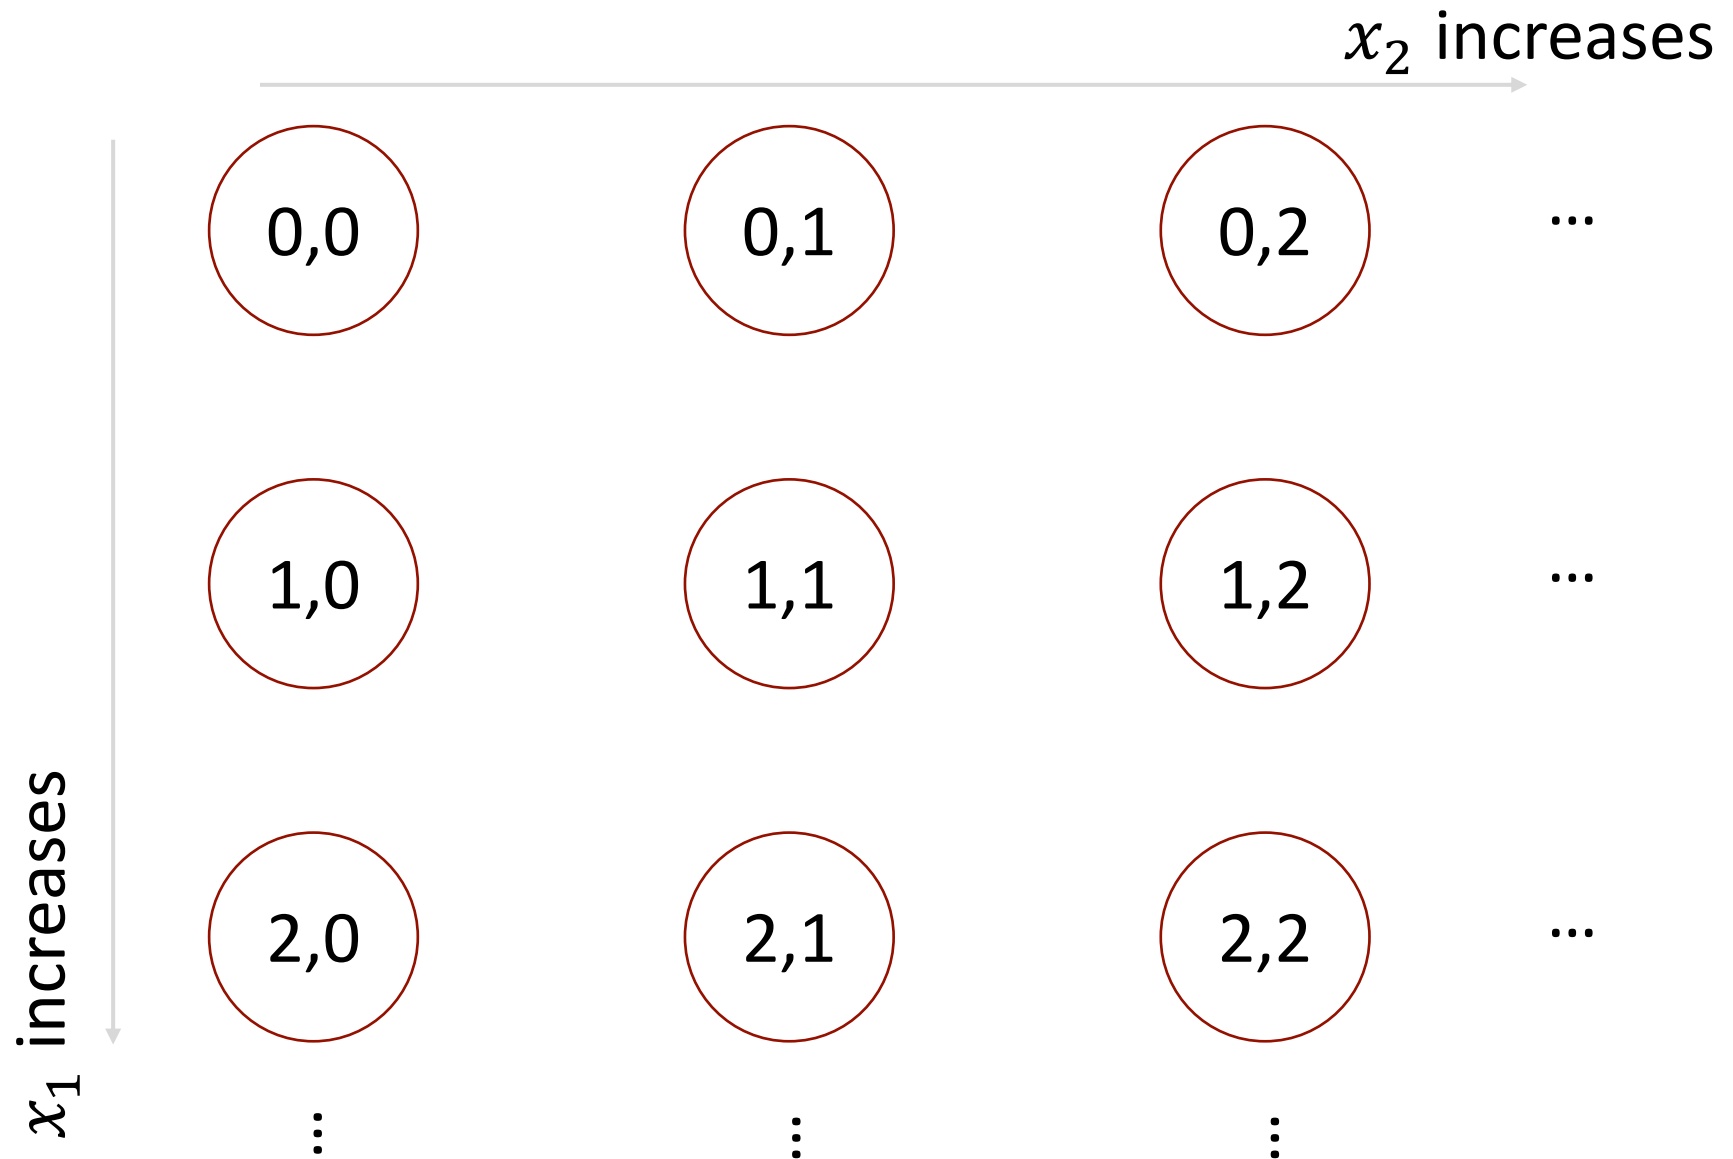 x₂ increases
0,0 0,1 0,2 ...
1,0 1,1 1,2 ...
2,0 2,1 2,2 ...
⋮ ⋮ ⋮
x₁ increases